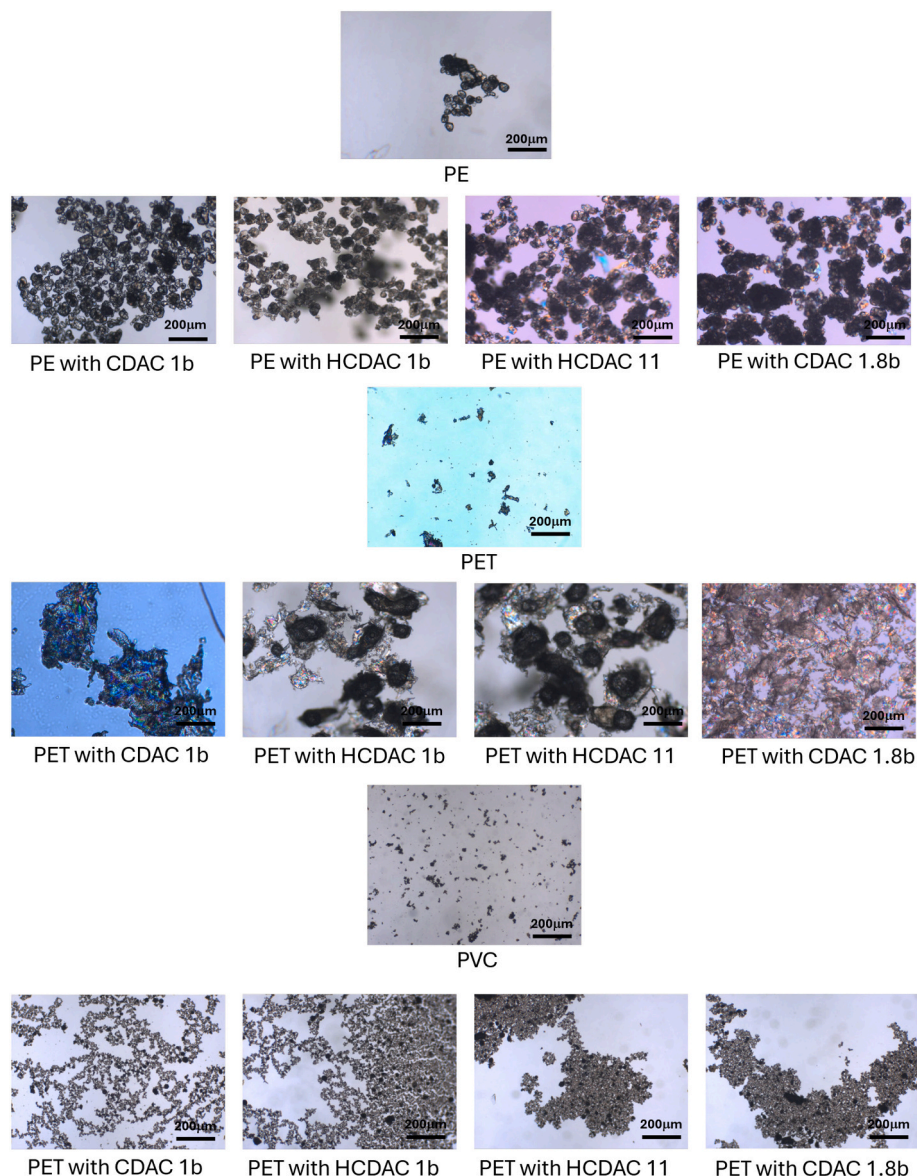 200μm
PE
200μm
200μm
200μm
200μm
PE with CDAC 1b
PE with HCDAC 1b
PE with HCDAC 11
PE with CDAC 1.8b
200μm
PET
200μm
200μm
200μm
200μm
PET with CDAC 1b
PET with HCDAC 1b
PET with HCDAC 11
PET with CDAC 1.8b
200μm
PVC
200μm
200μm
200μm
200μm
PET with CDAC 1b
PET with HCDAC 1b
PET with HCDAC 11
PET with CDAC 1.8b